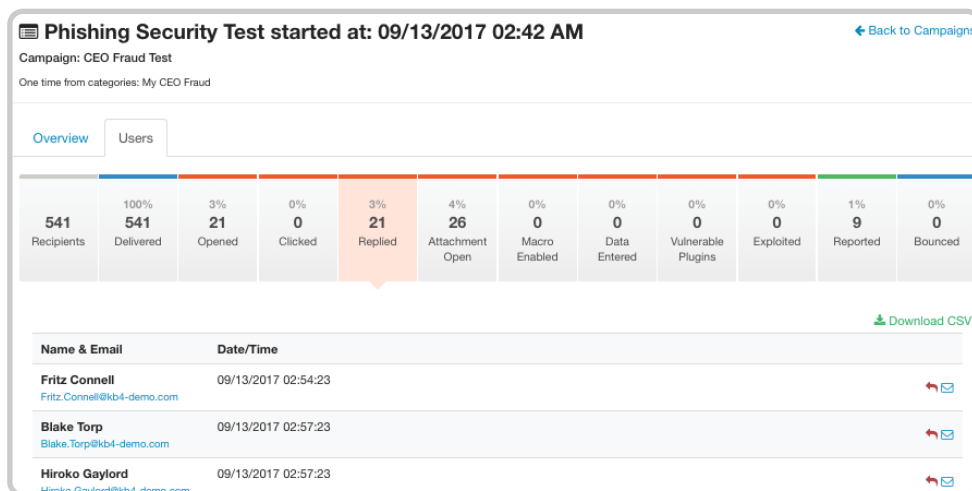 Phishing Security Test started at: 09/13/2017 02:42 AM
Back to Campaigns
Campaign: CEO Fraud Test
One time from categories: My CEO Fraud
Overview Users
100% 3% 0% 3% 4% 0% 0% 0% 0% 1% 0%
541 541 21 0 21 26 0 0 0 0 9 0
Recipients Delivered Opened Clicked Replied Attachment Open Macro Enabled Data Entered Vulnerable Plugins Exploited Reported Bounced
Download CSV
Name & Email Date/Time
Fritz Connell 09/13/2017 02:54:23
Fritz.Connell@kb4-demo.com
Blake Torp 09/13/2017 02:57:23
Blake.Torp@kb4-demo.com
Hiroko Gaylord 09/13/2017 02:57:23
Hiroko.Gaylord@kb4-demo.com